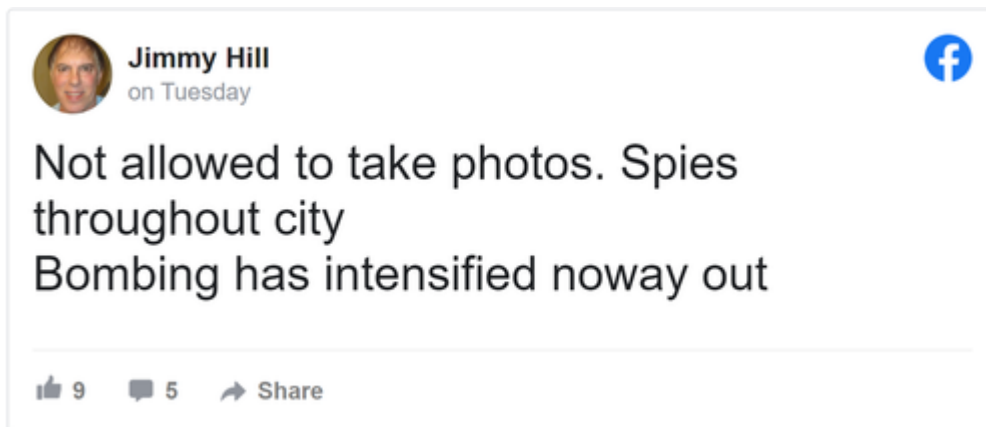 Jimmy Hill
on Tuesday
Not allowed to take photos. Spies
throughout city
Bombing has intensified noway out
9 5 Share